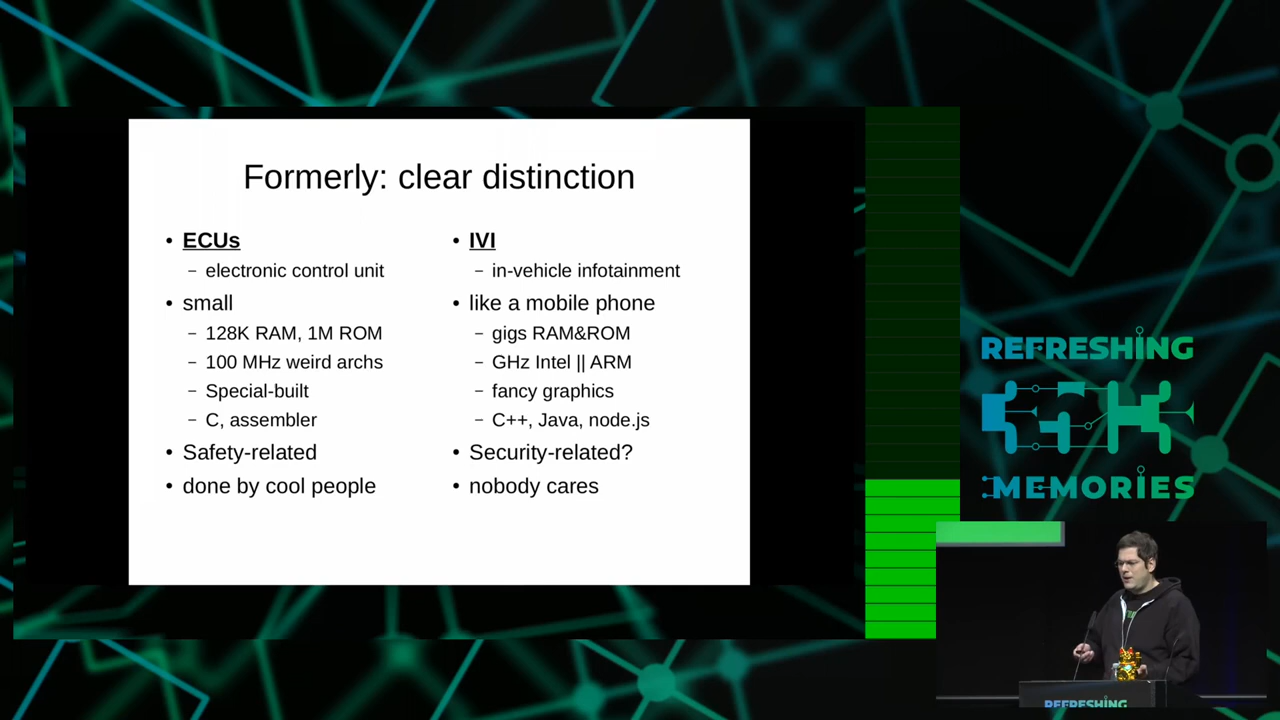 Formerly: clear distinction
• ECUs
– electronic control unit
• small
– 128K RAM, 1M ROM
– 100 MHz weird archs
– Special-built
– C, assembler
• Safety-related
• done by cool people
• IVI
– in-vehicle infotainment
• like a mobile phone
– gigs RAM&ROM
– GHz Intel || ARM
– fancy graphics
– C++, Java, node.js
• Security-related?
• nobody cares
REFRESHING
MEMORIES
REFRESHING